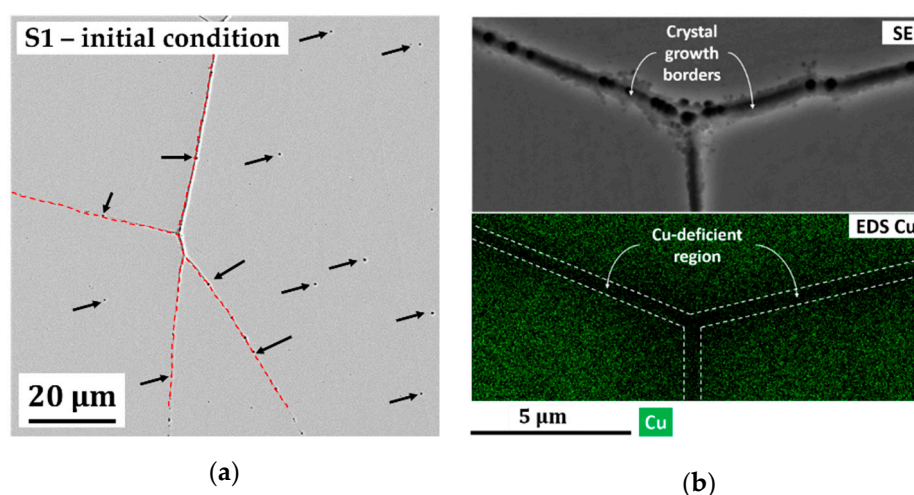 S1 – initial condition
20 µm
(a)
Crystal
growth
borders
SE
EDS Cu
Cu-deficient
region
5 µm
Cu
(b)